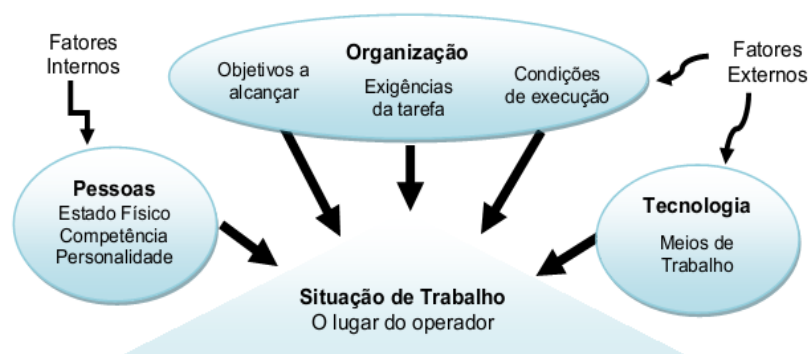 Fatores
Internos
Organização
Objetivos a
alcançar
Exigências
da tarefa
Condições
de execução
Fatores
Externos
Pessoas
Estado Físico
Competência
Personalidade
Tecnologia
Meios de
Trabalho
Situação de Trabalho
O lugar do operador